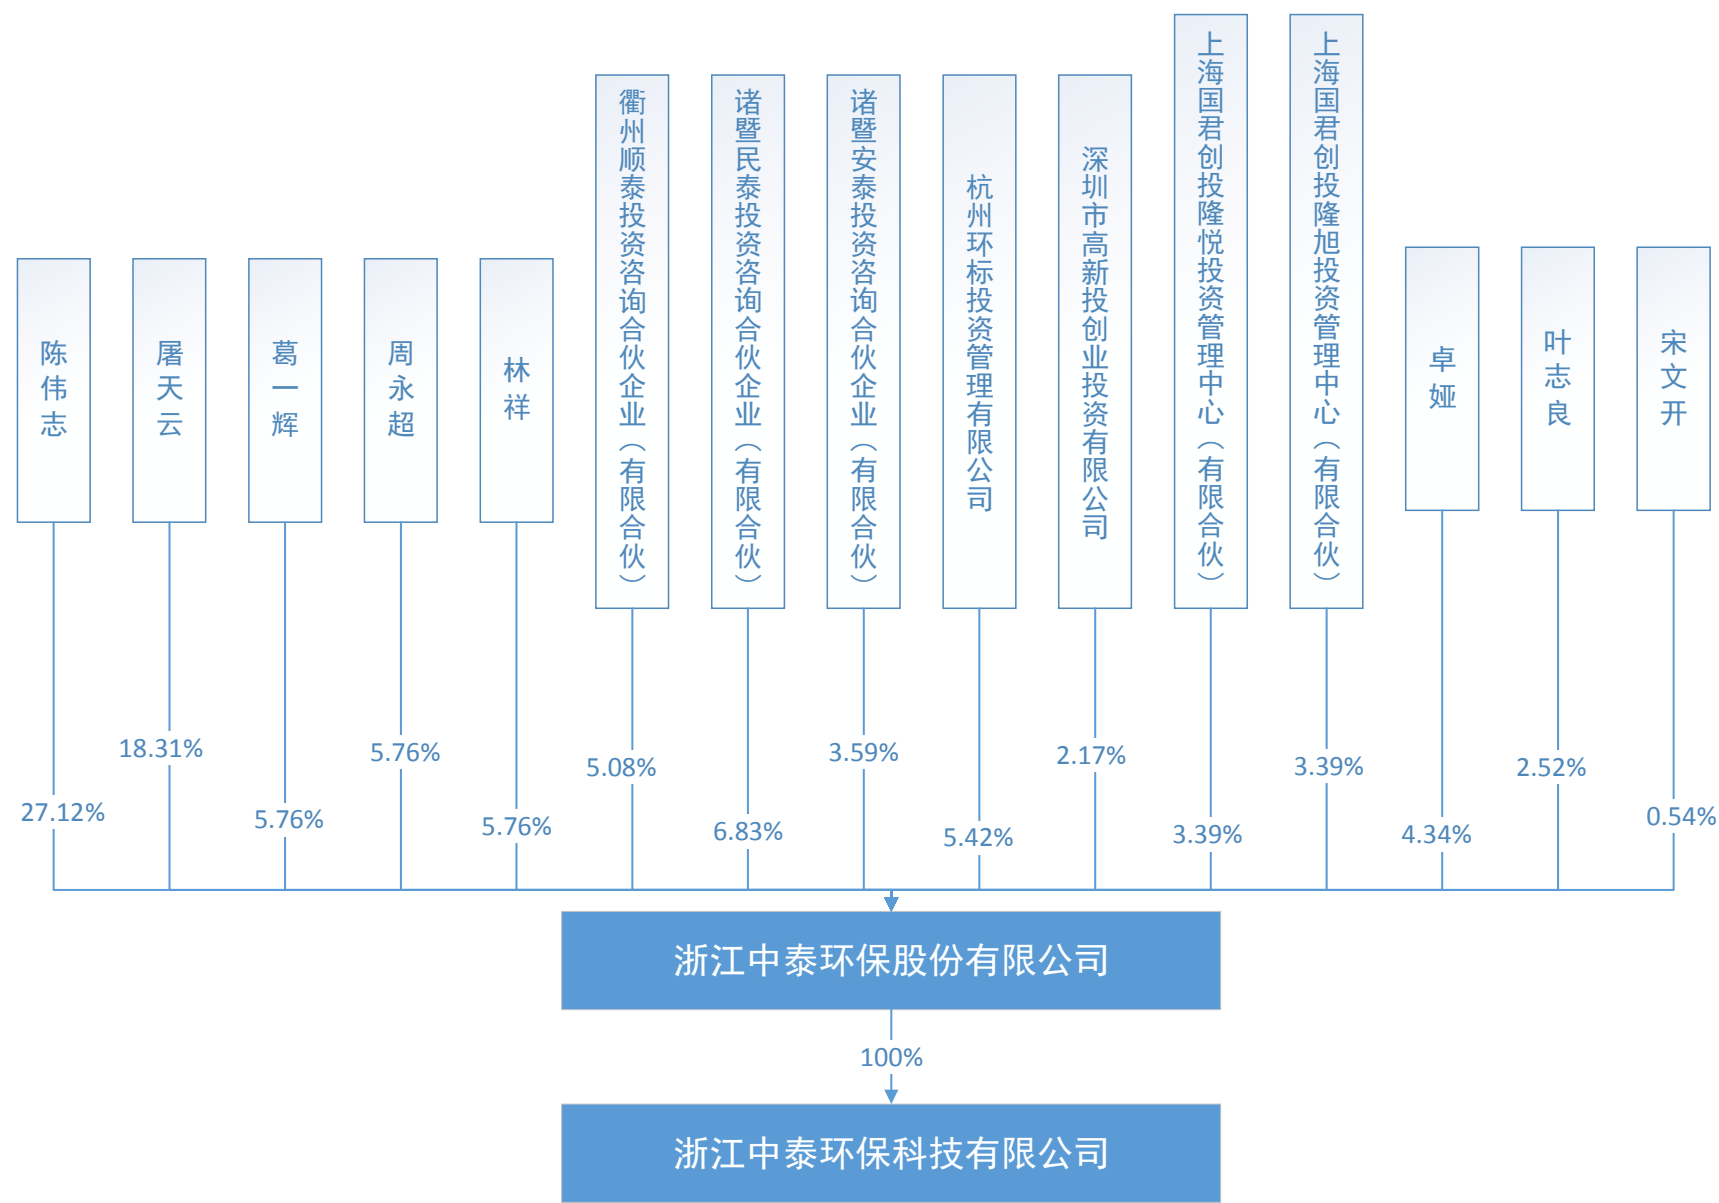 陈伟志
屠天云
葛一辉
周永超
林祥
衢州顺泰投资咨询合伙企业（有限合伙）
诸暨民泰投资咨询合伙企业（有限合伙）
诸暨安泰投资咨询合伙企业（有限合伙）
杭州环标投资管理有限公司
深圳市高新投创业投资有限公司
上海国君创投隆悦投资管理中心（有限合伙）
上海国君创投隆旭投资管理中心（有限合伙）
卓娅
叶志良
宋文开
27.12%
18.31%
5.76%
5.76%
5.76%
5.08%
6.83%
3.59%
5.42%
2.17%
3.39%
3.39%
4.34%
2.52%
0.54%
浙江中泰环保股份有限公司
100%
浙江中泰环保科技有限公司